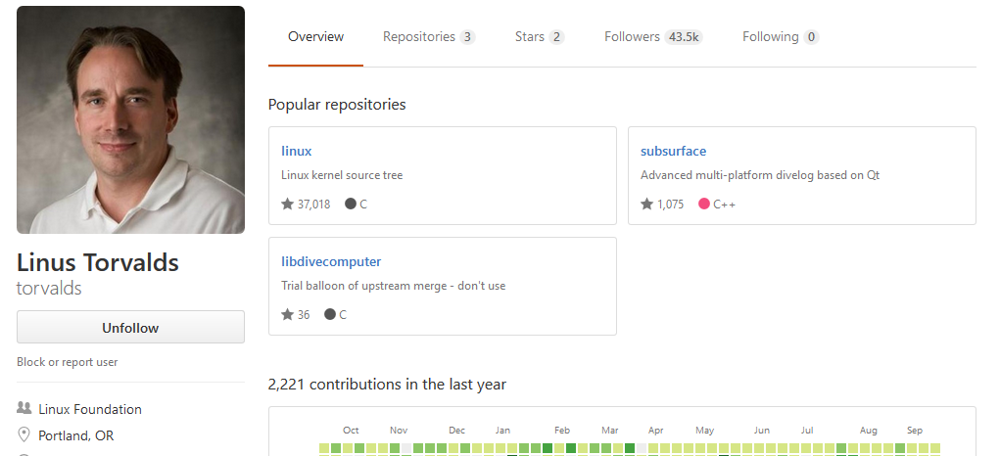 Overview Repositories 3 Stars 2 Followers 43.5k Following 0
Popular repositories
linux
Linux kernel source tree
37,018 C
subsurface
Advanced multi-platform divelog based on Qt
1,075 C++
libdivecomputer
Trial balloon of upstream merge - don't use
36 C
Linus Torvalds
torvalds
Unfollow
Block or report user
Linux Foundation
Portland, OR
2,221 contributions in the last year
Oct Nov Dec Jan Feb Mar Apr May Jun Jul Aug Sep